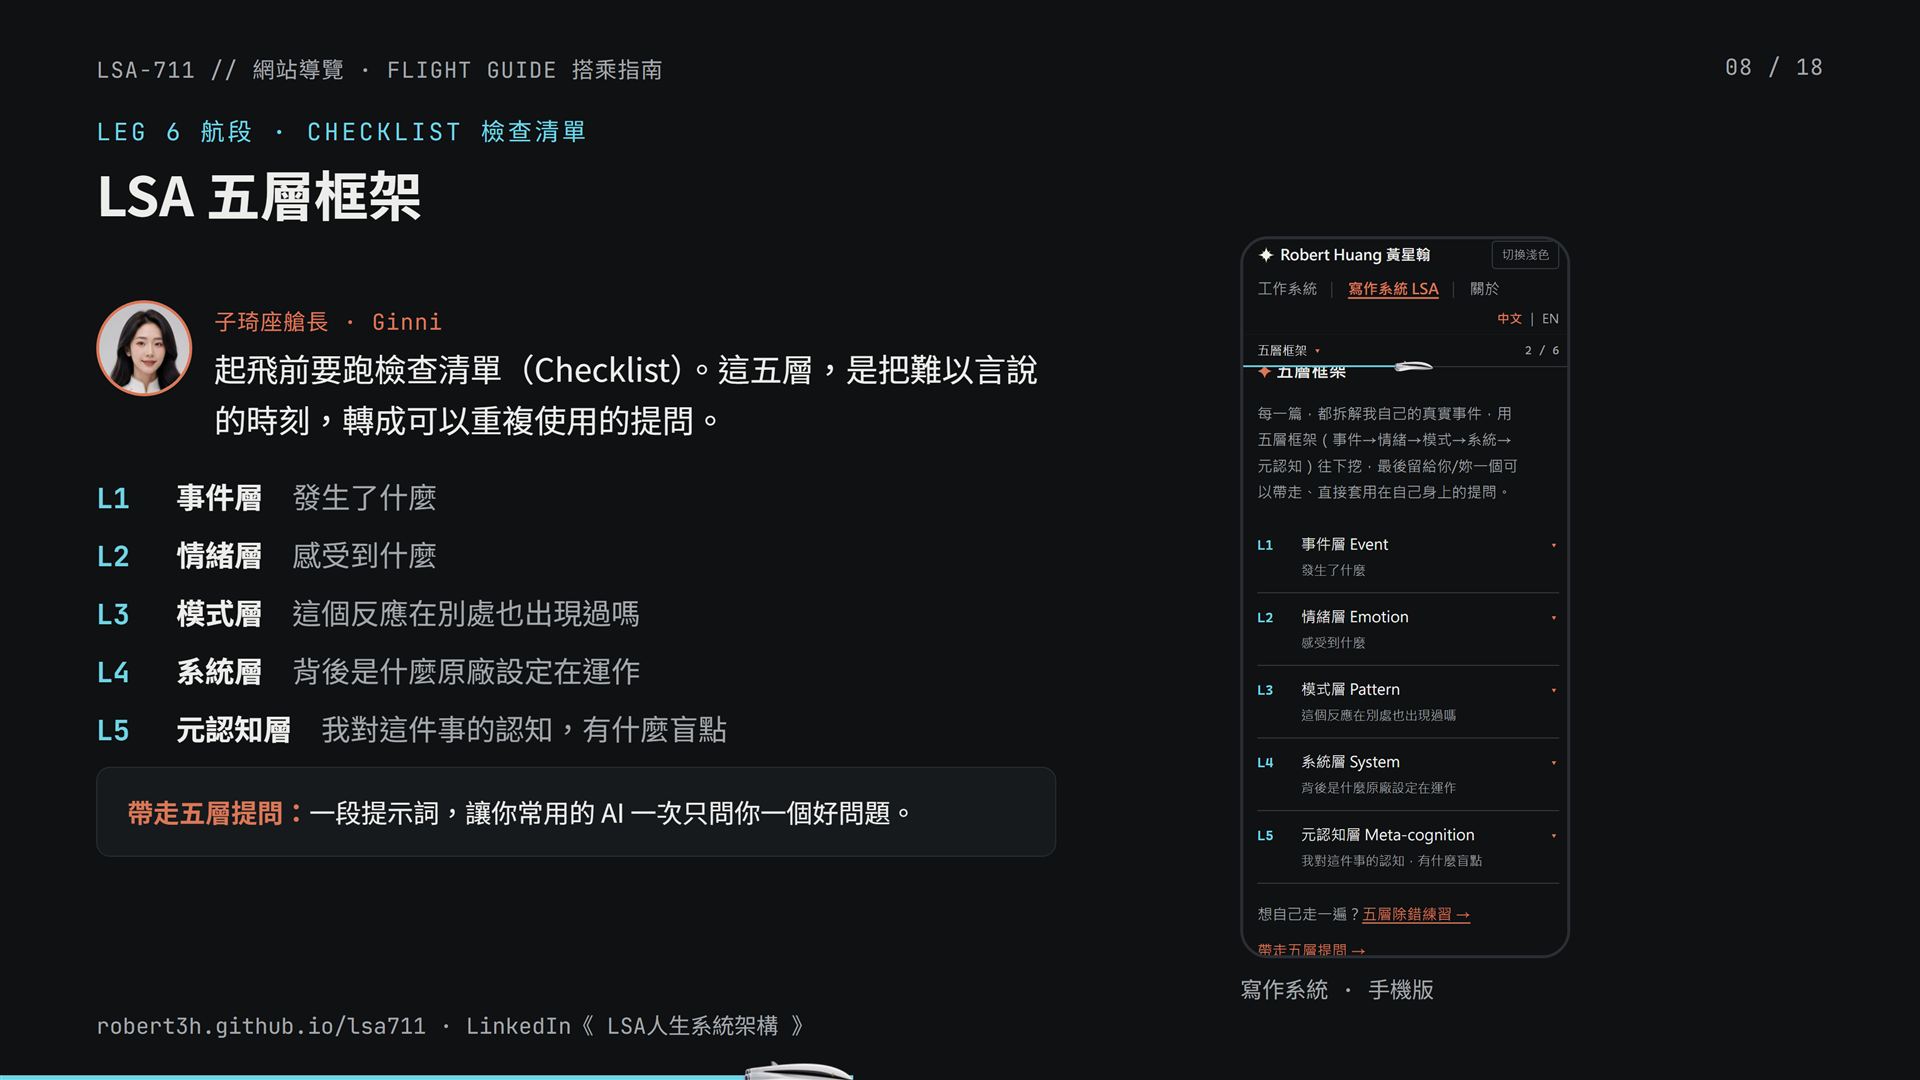 LSA-711 // 網站導覽 · FLIGHT GUIDE 搭乘指南
08 / 18
LEG 6 航段 · CHECKLIST 檢查清單
LSA 五層框架
子琦座艙長 · Ginni
起飛前要跑檢查清單（Checklist）。這五層，是把難以言說
的時刻，轉成可以重複使用的提問。
L1 事件層 發生了什麼
L2 情緒層 感受到什麼
L3 模式層 這個反應在別處也出現過嗎
L4 系統層 背後是什麼原廠設定在運作
L5 元認知層 我對這件事的認知，有什麼盲點
帶走五層提問：一段提示詞，讓你常用的 AI 一次只問你一個好問題。
Robert Huang 黃星翰
切換淺色
工作系統 | 寫作系統 LSA | 關於
中文 | EN
五層框架 ▾ 2 / 6
五層框架
每一篇，都拆解我自己的真實事件，用
五層框架（事件→情緒→模式→系統→
元認知）往下挖，最後留給你/妳一個可
以帶走、直接套用在自己身上的提問。
L1 事件層 Event
發生了什麼
L2 情緒層 Emotion
感受到什麼
L3 模式層 Pattern
這個反應在別處也出現過嗎
L4 系統層 System
背後是什麼原廠設定在運作
L5 元認知層 Meta-cognition
我對這件事的認知，有什麼盲點
想自己走一遍？五層除錯練習 →
帶走五層提問 →
寫作系統 · 手機版
robert3h.github.io/lsa711 · LinkedIn《 LSA人生系統架構 》